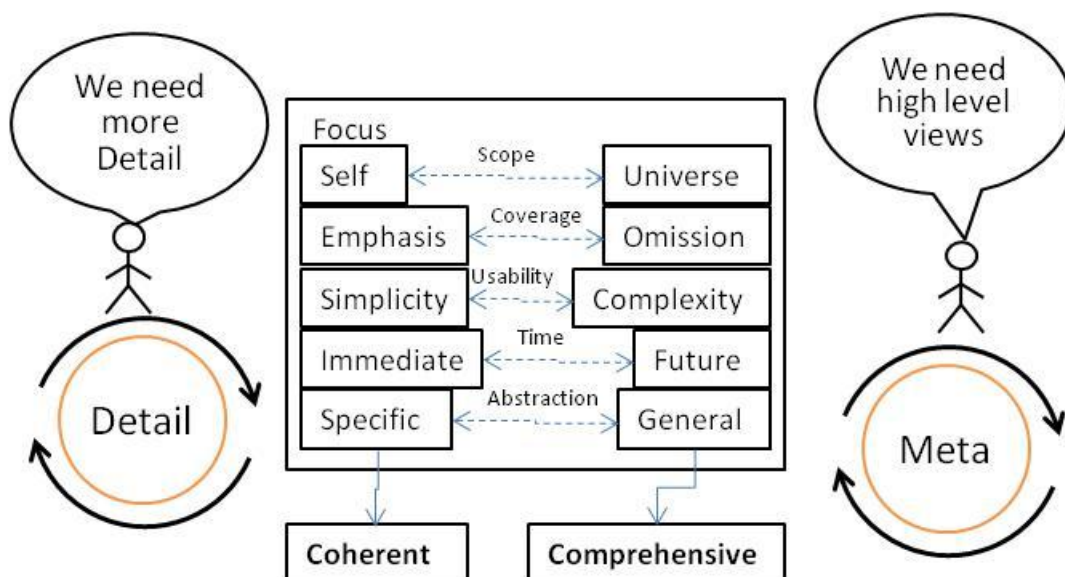 We need
more
Detail
We need
high level
views
Focus
Self
Scope
Universe
Emphasis
Coverage
Omission
Simplicity
Usability
Complexity
Immediate
Time
Future
Specific
Abstraction
General
Detail
Meta
Coherent
Comprehensive